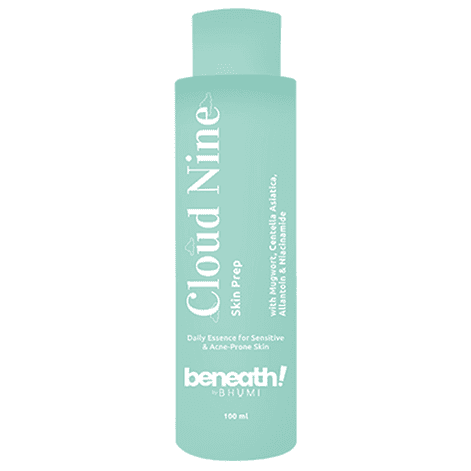 Cloud Nine
Skin Prep
with Mugwort, Centella Asiatica,
Allantoin & Niacinamide
Daily Essence for Sensitive
& Acne-Prone Skin
beneath!
by BHUMI
100 ml